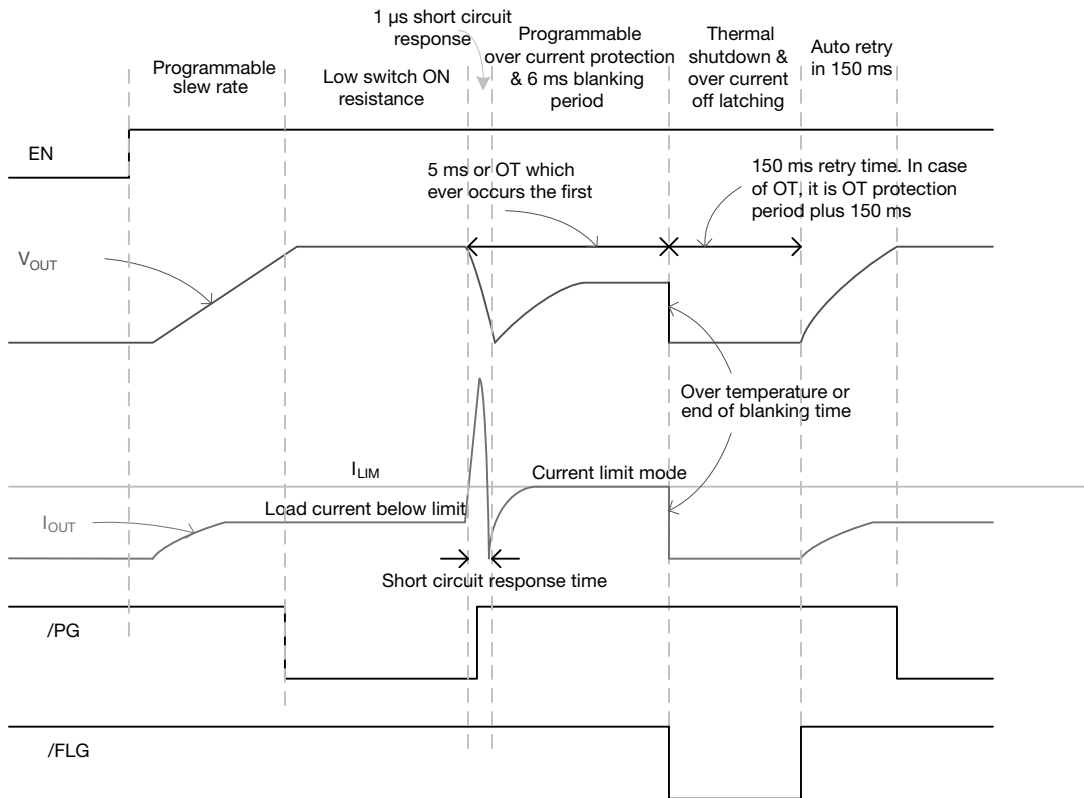 1 µs short circuit
response
Programmable
slew rate
Low switch ON
resistance
Programmable
over current protection
& 6 ms blanking
period
Thermal
shutdown &
over current
off latching
Auto retry
in 150 ms
EN
5 ms or OT which
ever occurs the first
150 ms retry time. In case
of OT, it is OT protection
period plus 150 ms
VOUT
Over temperature or
end of blanking time
ILIM
Current limit mode
Load current below limit
IOUT
Short circuit response time
/PG
/FLG